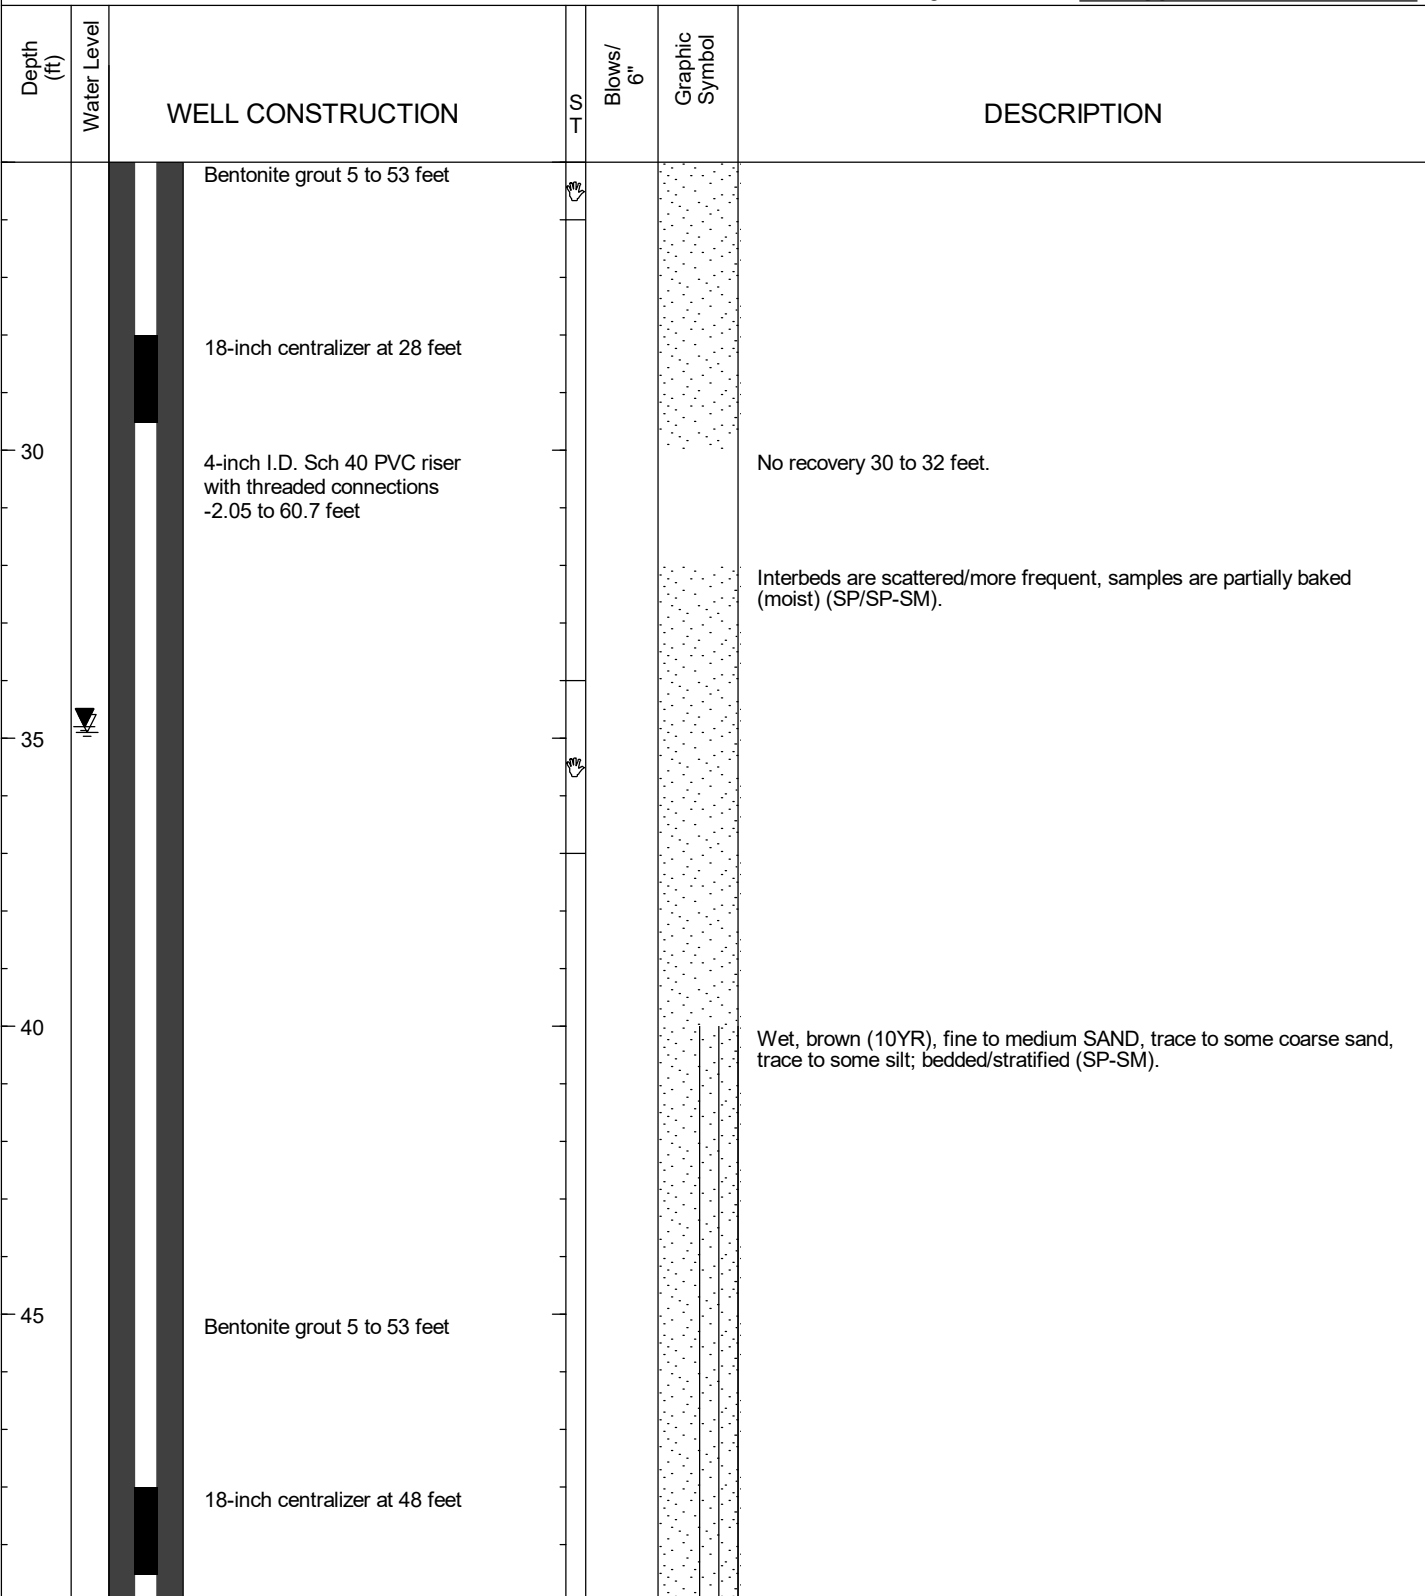 Depth
(ft)
Water Level
WELL CONSTRUCTION
S
T
Blows/
6"
Graphic
Symbol
DESCRIPTION
Bentonite grout 5 to 53 feet
18-inch centralizer at 28 feet
30
4-inch I.D. Sch 40 PVC riser
with threaded connections
-2.05 to 60.7 feet
No recovery 30 to 32 feet.
Interbeds are scattered/more frequent, samples are partially baked
(moist) (SP/SP-SM).
35
40
Wet, brown (10YR), fine to medium SAND, trace to some coarse sand,
trace to some silt; bedded/stratified (SP-SM).
45
Bentonite grout 5 to 53 feet
18-inch centralizer at 48 feet